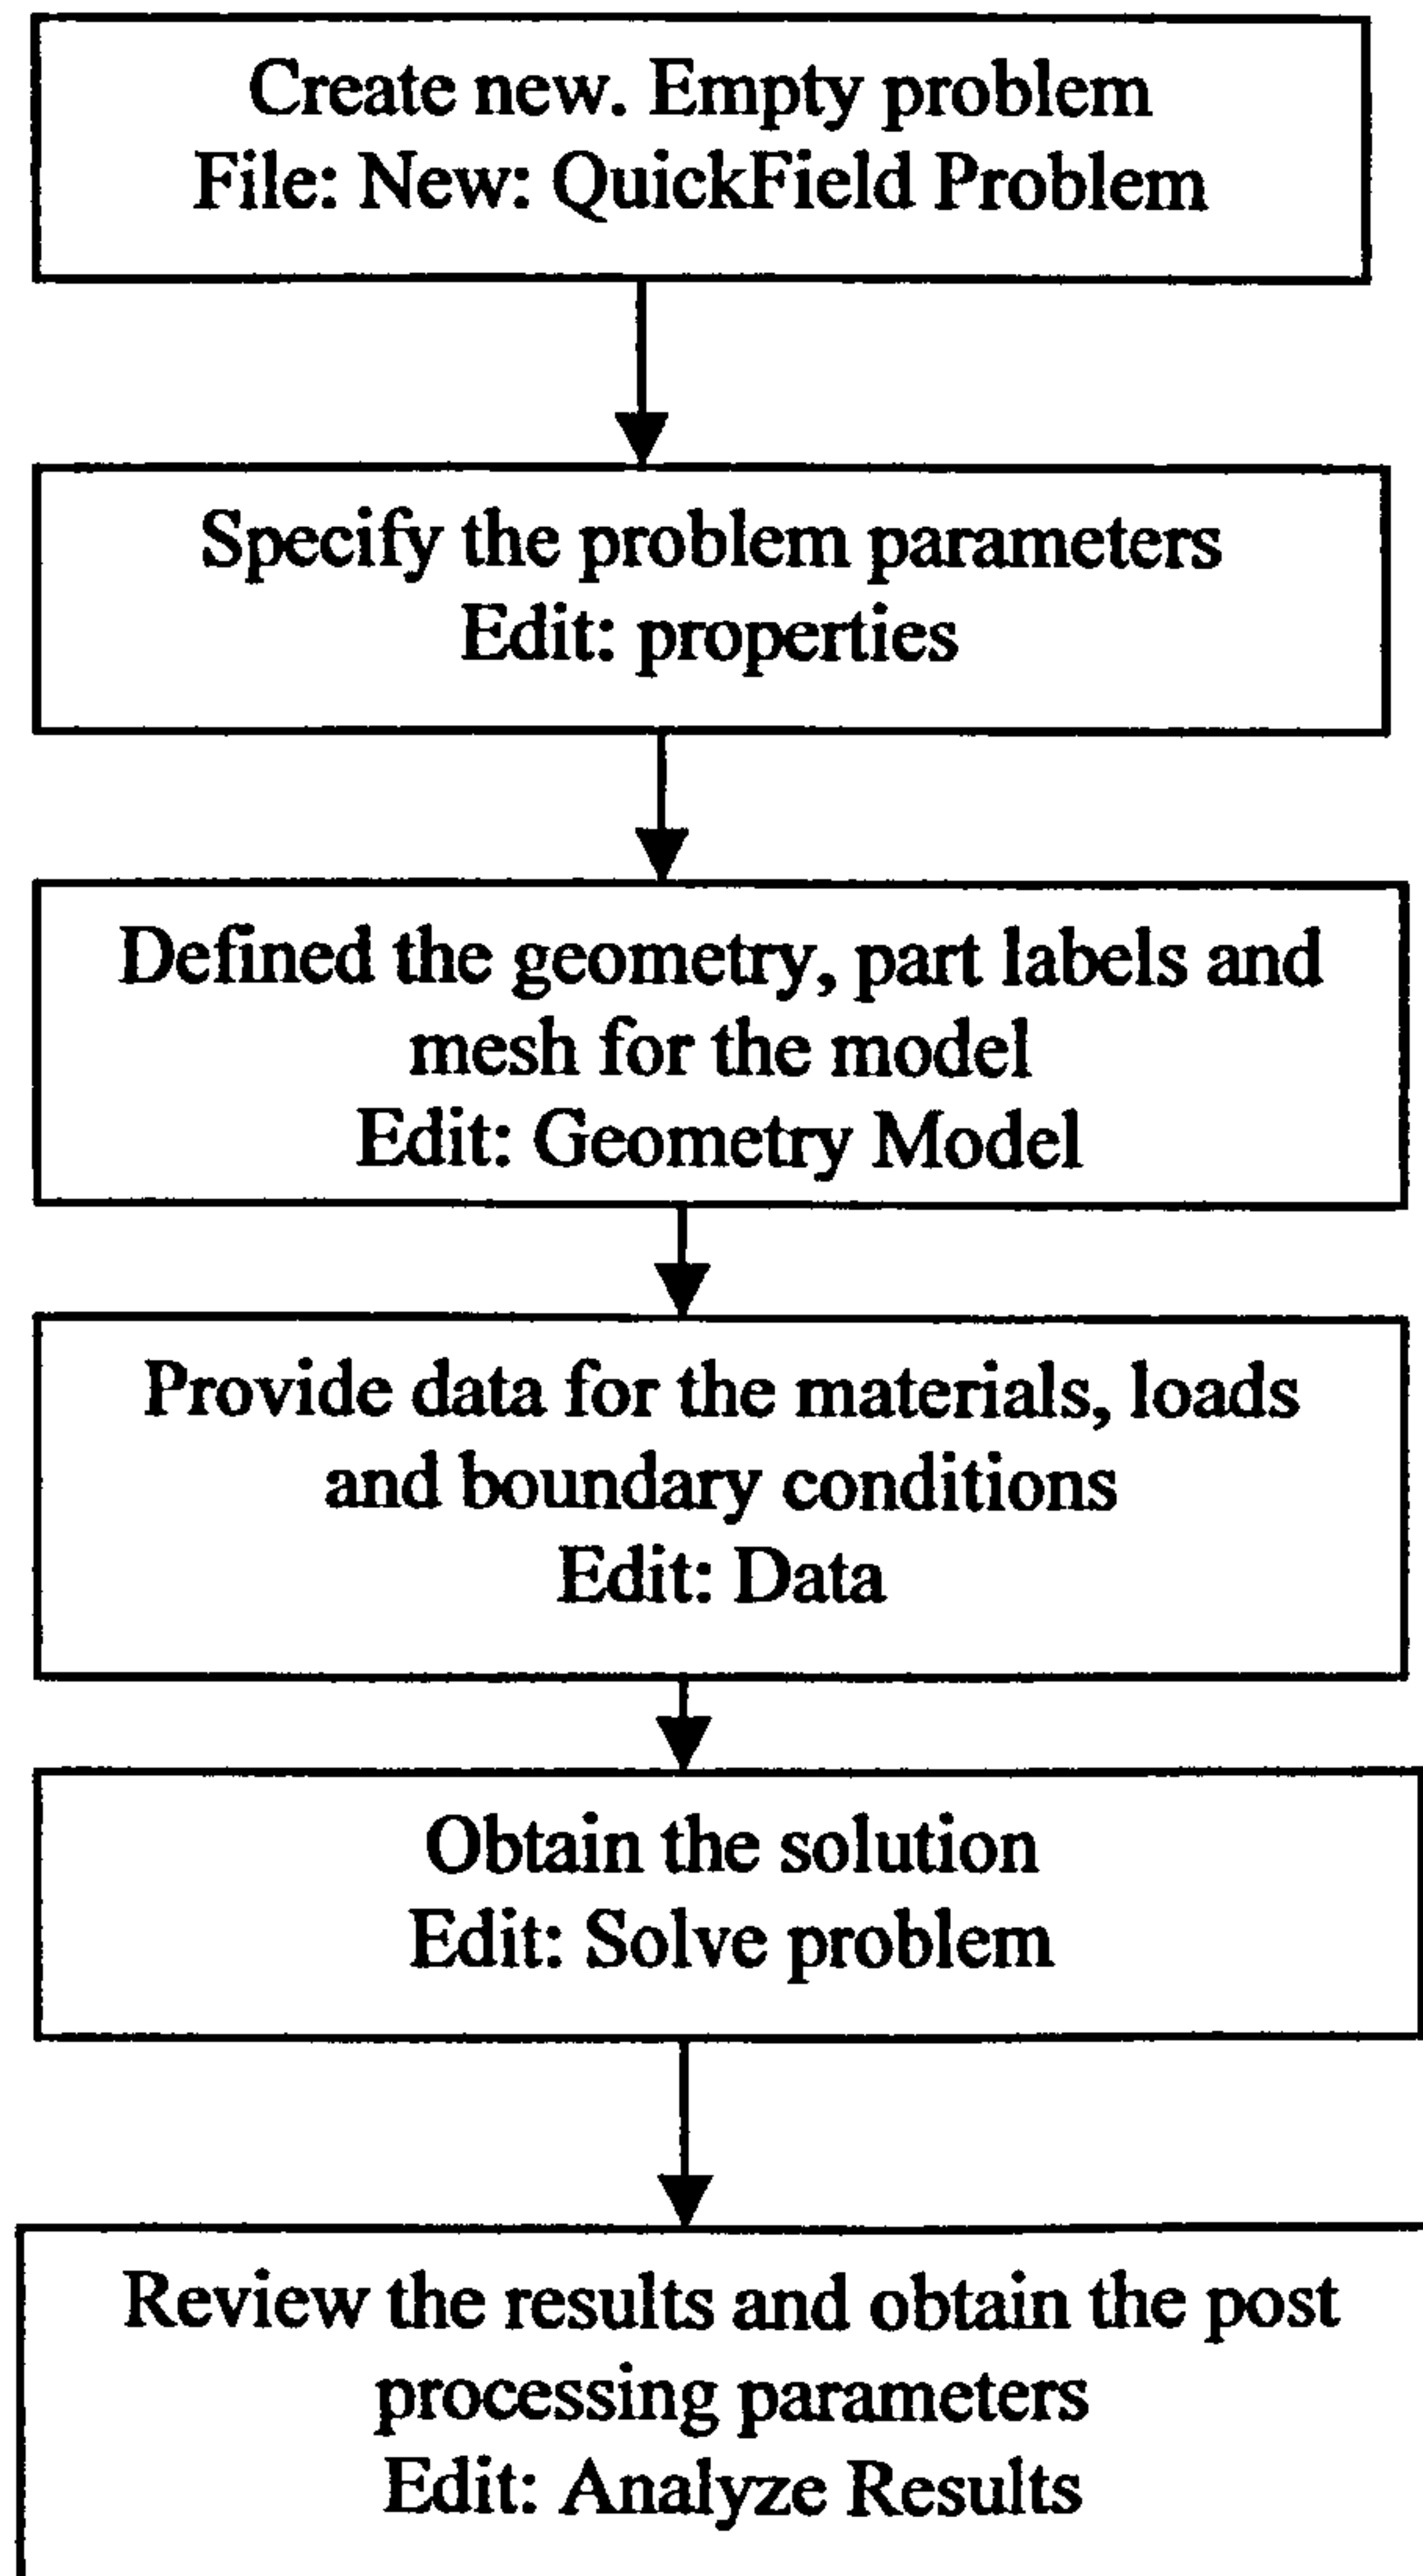 Create new. Empty problem
File: New: QuickField Problem
Specify the problem parameters
Edit: properties
Defined the geometry, part labels and
mesh for the model
Edit: Geometry Model
Provide data for the materials, loads
and boundary conditions
Edit: Data
Obtain the solution
Edit: Solve problem
Review the results and obtain the post
processing parameters
Edit: Analyze Results